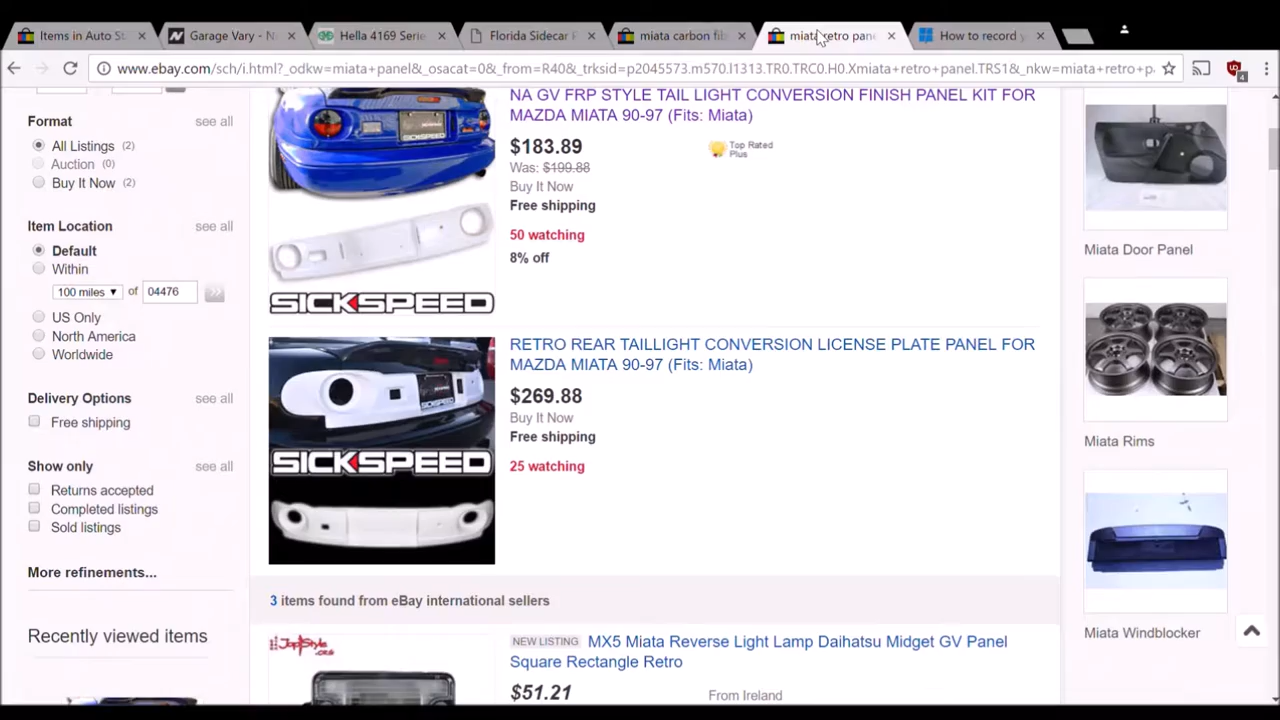 Items in Auto St
Garage Vary - N
Hella 4169 Serie
Florida Sidecar R
miata carbon fib
miata retro pane
How to record y
www.ebay.com/sch/i.html?_odkw=miata+panel&_osacat=0&_from=R40&_trksid=p2045573.m570.l1313.TR0.TRC0.H0.Xmiata+retro+panel.TRS1&_nkw=miata+retro+p
4
Format
see all
All Listings (2)
Auction (0)
Buy It Now (2)
Item Location
see all
Default
Within
100 miles ▼ of 04476 >>
US Only
North America
Worldwide
Delivery Options
see all
Free shipping
Show only
see all
Returns accepted
Completed listings
Sold listings
More refinements...
Recently viewed items
NA GV FRP STYLE TAIL LIGHT CONVERSION FINISH PANEL KIT FOR
MAZDA MIATA 90-97 (Fits: Miata)
$183.89
Was: $199.88
Buy It Now
Free shipping
50 watching
8% off
Top Rated
Plus
SICKSPEED
SICKSPEED
RETRO REAR TAILLIGHT CONVERSION LICENSE PLATE PANEL FOR
MAZDA MIATA 90-97 (Fits: Miata)
$269.88
Buy It Now
Free shipping
25 watching
SICKSPEED
3 items found from eBay international sellers
NEW LISTING MX5 Miata Reverse Light Lamp Daihatsu Midget GV Panel
Square Rectangle Retro
$51.21
From Ireland
Miata Door Panel
Miata Rims
Miata Windblocker